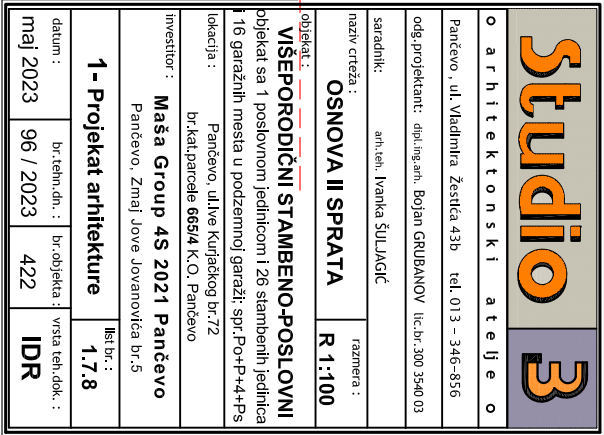 Studio 3
o arhitektonski atelje o
Pančevo , ul. Vladimira Žestića 43b tel. 013 – 346–856
odg.projektant: dipl.ing.arh. Bojan GRUBANOV lic.br. 300 3540 03
saradnik: arh.teh. Ivanka ŠULJAGIĆ
naziv crteža :
OSNOVA II SPRATA
razmera :
R 1:100
objekat :
VIŠEPORODIČNI STAMBENO-POSLOVNI
objekat sa 1 poslovnom jedinicom i 26 stambenih jedinica
i 16 garažnih mesta u podzemnoj garaži; spr.Po+P+4+Ps
lokacija : Pančevo, ul.Ive Kurjačkog br.72
br.kat.parcele 665/4 K.O. Pančevo
investitor : Maša Group 4S 2021 Pančevo
Pančevo, Zmaj Jove Jovanovića br.5
1- Projekat arhitekture
list br. :
1.7.8
datum :
maj 2023
br.tehn.dn. :
96 / 2023
br.objekta :
422
vrsta teh.dok. :
IDR